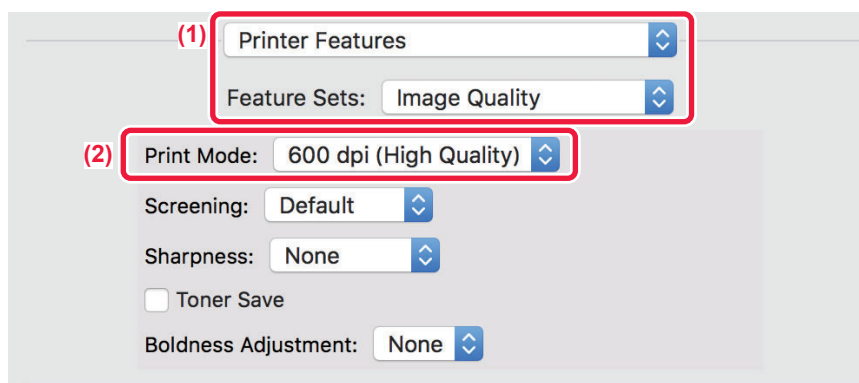 (1) Printer Features
Feature Sets: Image Quality
(2) Print Mode: 600 dpi (High Quality)
Screening: Default
Sharpness: None
Toner Save
Boldness Adjustment: None